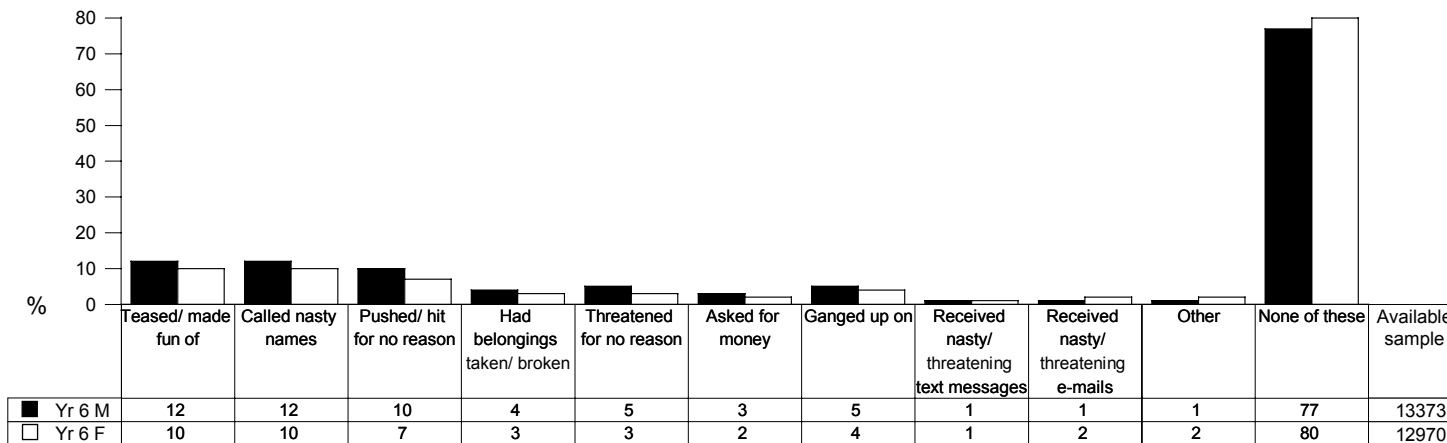 80
70
60
50
40
30
20
10
0
%
Teased/ made fun of
Called nasty names
Pushed/ hit for no reason
Had belongings taken/ broken
Threatened for no reason
Asked for money
Ganged up on
Received nasty/ threatening text messages
Received nasty/ threatening e-mails
Other
None of these
Available sample
Yr 6 M 12 12 10 4 5 3 5 1 1 1 77 13373
Yr 6 F 10 10 7 3 3 2 4 1 2 2 80 12970